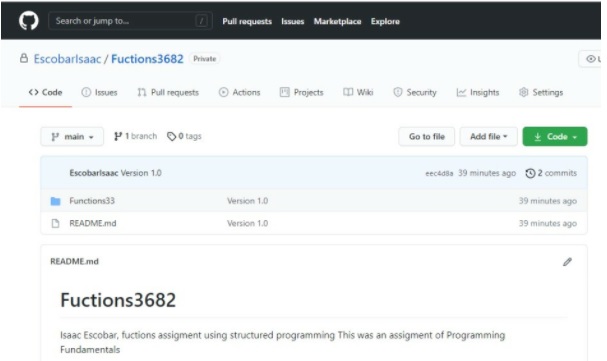 Search or jump to... /
Pull requests Issues Marketplace Explore
EscobarIsaac / Fuctions3682 Private
Code Issues Pull requests Actions Projects Wiki Security Insights Settings
main 1 branch 0 tags Go to file Add file Code
EscobarIsaac Version 1.0 eec4d8a 39 minutes ago 2 commits
Functions33 Version 1.0 39 minutes ago
README.md Version 1.0 39 minutes ago
README.md
Fuctions3682
Isaac Escobar, fuctions assigment using structured programming This was an assigment of Programming
Fundamentals